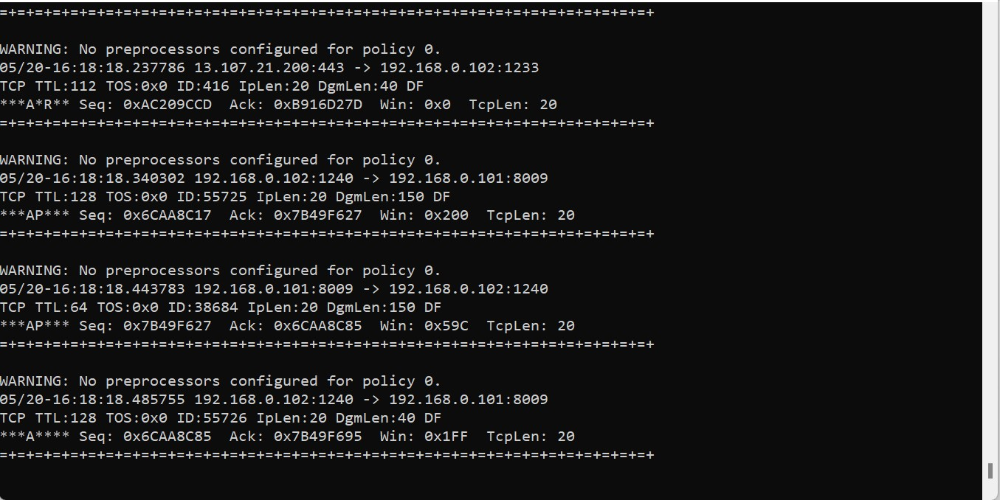 =+=+=+=+=+=+=+=+=+=+=+=+=+=+=+=+=+=+=+=+=+=+=+=+=+=+=+=+=+=+=+=+=+=+=+=+=+
WARNING: No preprocessors configured for policy 0.
05/20-16:18:18.237786 13.107.21.200:443 -> 192.168.0.102:1233
TCP TTL:112 TOS:0x0 ID:416 IpLen:20 DgmLen:40 DF
***A*R** Seq: 0xAC209CCD  Ack: 0xB916D27D  Win: 0x0  TcpLen: 20
=+=+=+=+=+=+=+=+=+=+=+=+=+=+=+=+=+=+=+=+=+=+=+=+=+=+=+=+=+=+=+=+=+=+=+=+=+
WARNING: No preprocessors configured for policy 0.
05/20-16:18:18.340302 192.168.0.102:1240 -> 192.168.0.101:8009
TCP TTL:128 TOS:0x0 ID:55725 IpLen:20 DgmLen:150 DF
***AP*** Seq: 0x6CAA8C17  Ack: 0x7B49F627  Win: 0x200  TcpLen: 20
=+=+=+=+=+=+=+=+=+=+=+=+=+=+=+=+=+=+=+=+=+=+=+=+=+=+=+=+=+=+=+=+=+=+=+=+=+
WARNING: No preprocessors configured for policy 0.
05/20-16:18:18.443783 192.168.0.101:8009 -> 192.168.0.102:1240
TCP TTL:64 TOS:0x0 ID:38684 IpLen:20 DgmLen:150 DF
***AP*** Seq: 0x7B49F627  Ack: 0x6CAA8C85  Win: 0x59C  TcpLen: 20
=+=+=+=+=+=+=+=+=+=+=+=+=+=+=+=+=+=+=+=+=+=+=+=+=+=+=+=+=+=+=+=+=+=+=+=+=+
WARNING: No preprocessors configured for policy 0.
05/20-16:18:18.485755 192.168.0.102:1240 -> 192.168.0.101:8009
TCP TTL:128 TOS:0x0 ID:55726 IpLen:20 DgmLen:40 DF
***A**** Seq: 0x6CAA8C85  Ack: 0x7B49F695  Win: 0x1FF  TcpLen: 20
=+=+=+=+=+=+=+=+=+=+=+=+=+=+=+=+=+=+=+=+=+=+=+=+=+=+=+=+=+=+=+=+=+=+=+=+=+